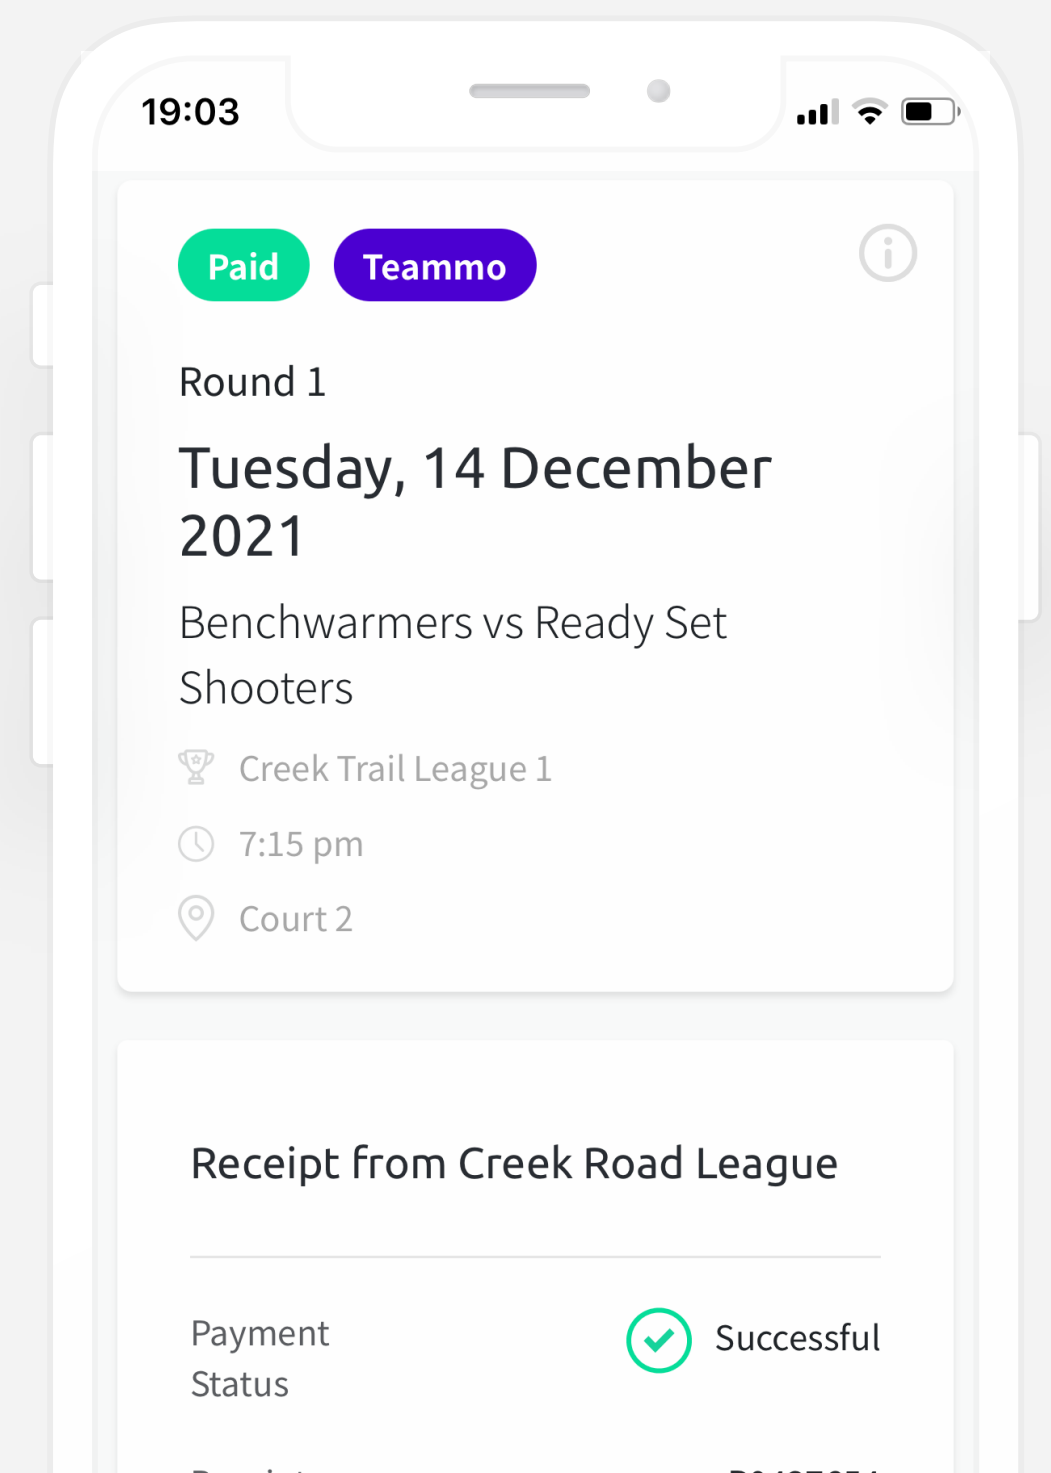 19:03
Paid Teammo
Round 1
Tuesday, 14 December
2021
Benchwarmers vs Ready Set
Shooters
Creek Trail League 1
7:15 pm
Court 2
Receipt from Creek Road League
Payment
Status
Successful